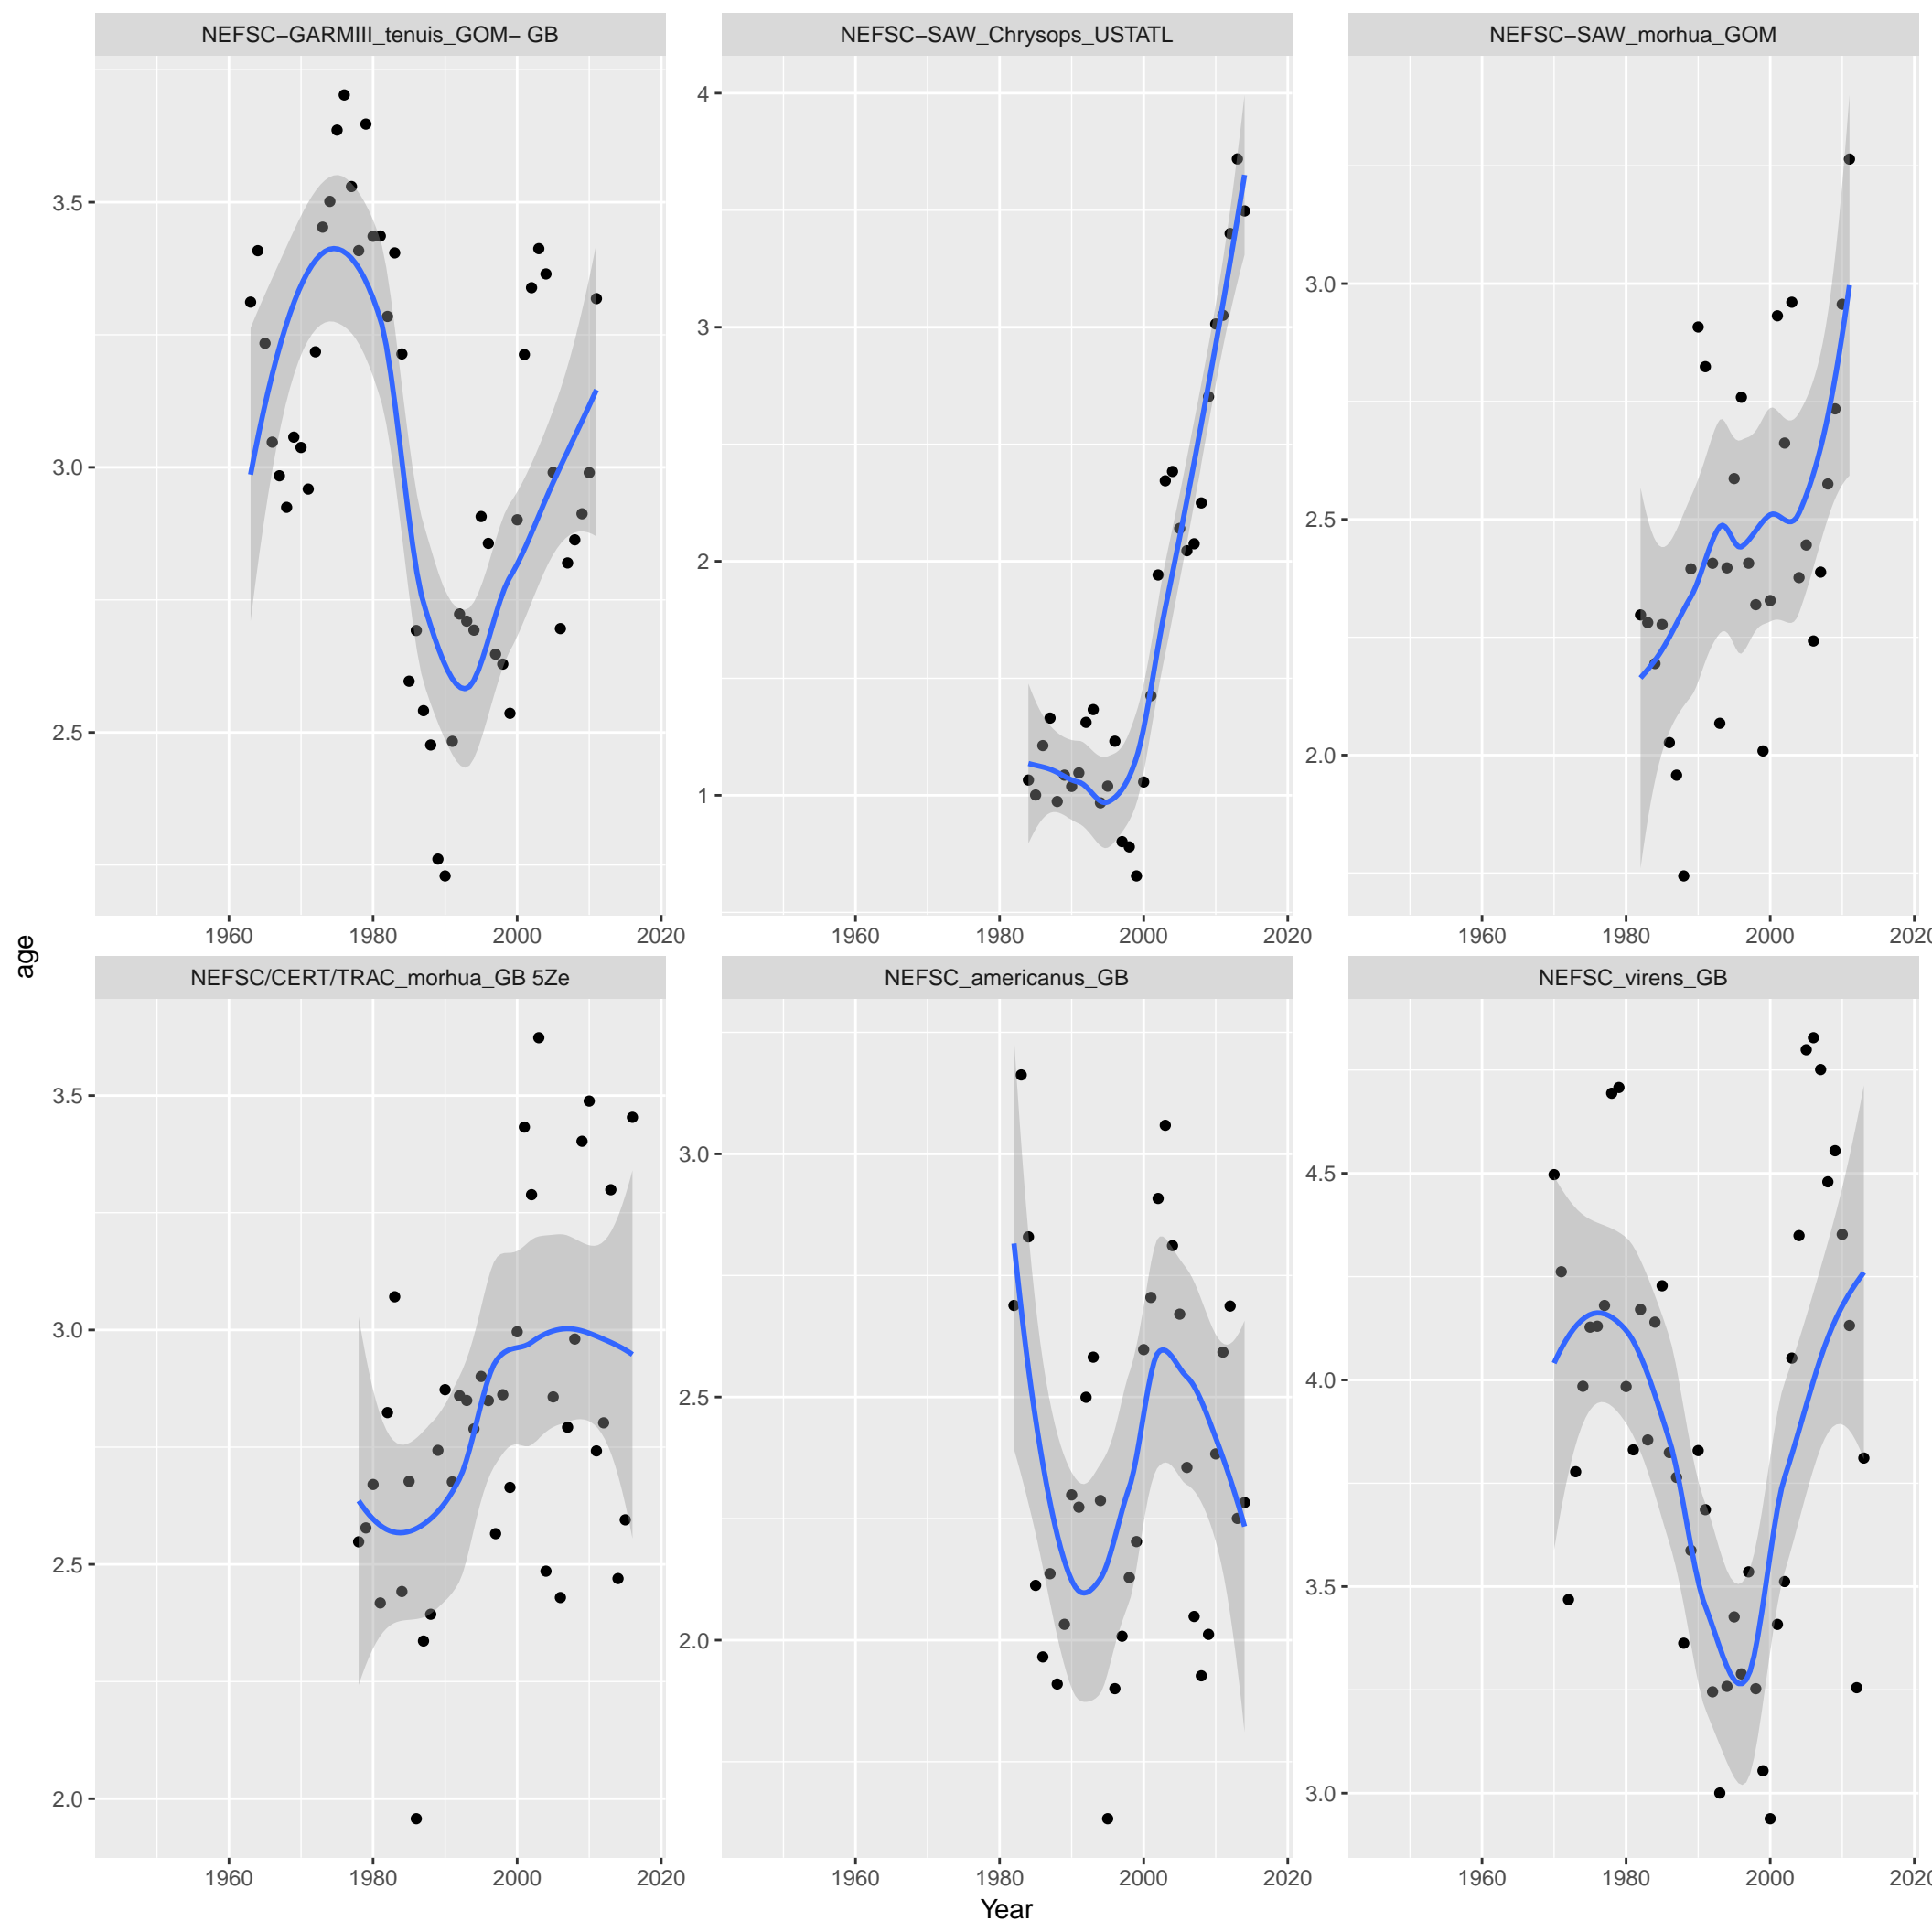 NEFSC−GARMIII_tenuis_GOM− GB
NEFSC−SAW_Chrysops_USTATL
NEFSC−SAW_morhua_GOM
3.5
3.0
2.5
4
3
2
1
3.0
2.5
2.0
1960 1980 2000 2020
1960 1980 2000 2020
1960 1980 2000 202
age
NEFSC/CERT/TRAC_morhua_GB 5Ze
NEFSC_americanus_GB
NEFSC_virens_GB
3.5
3.0
2.5
2.0
3.0
2.5
2.0
4.5
4.0
3.5
3.0
1960 1980 2000 2020
1960 1980 2000 2020
1960 1980 2000 202
Year